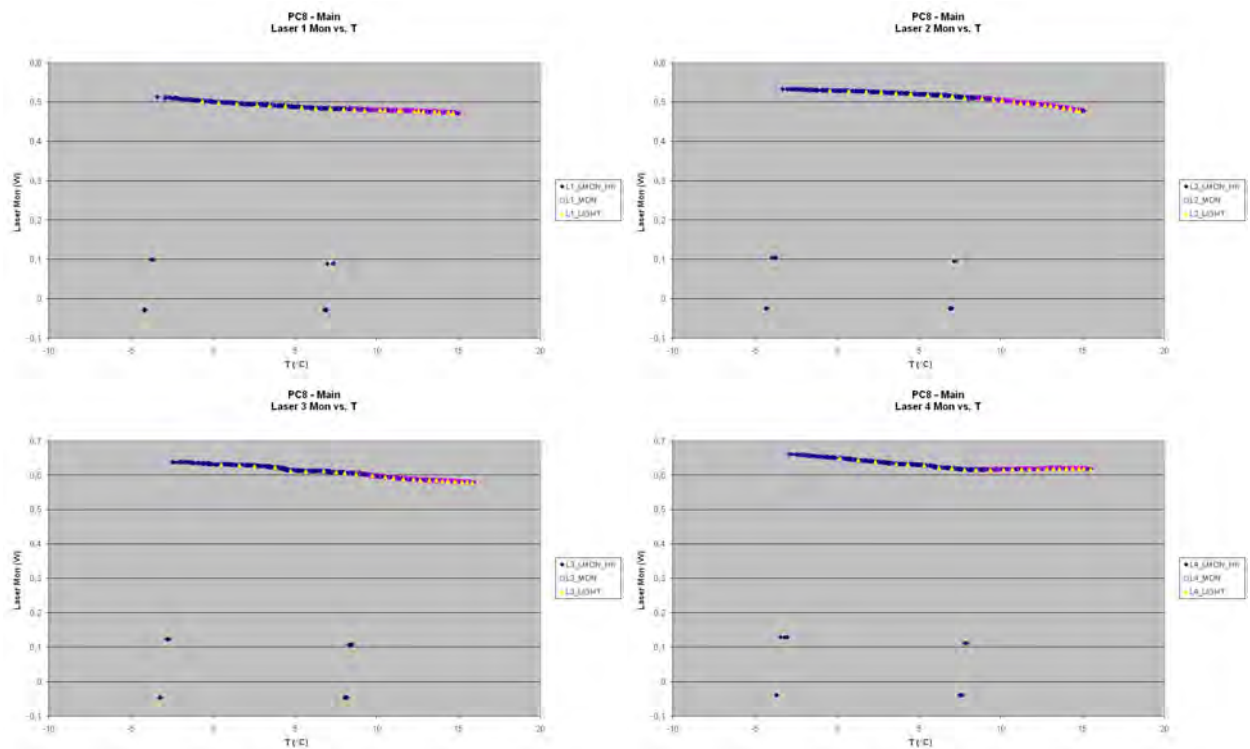 PC8 - Main
Laser 1 Mon vs. T
Laser Mon (W)
0,6
0,5
0,4
0,3
0,2
0,1
0
-0,1
-10
-5
0
5
10
15
20
T (°C)
L1_LMON_HR
L1_MON
L1_LIGHT
PC8 - Main
Laser 2 Mon vs. T
Laser Mon (W)
0,6
0,5
0,4
0,3
0,2
0,1
0
-0,1
-10
-5
0
5
10
15
20
T (°C)
L2_LMON_HR
L2_MON
L2_LIGHT
PC8 - Main
Laser 3 Mon vs. T
Laser Mon (W)
0,7
0,6
0,5
0,4
0,3
0,2
0,1
0
-0,1
-10
-5
0
5
10
15
20
T (°C)
L3_LMON_HR
L3_MON
L3_LIGHT
PC8 - Main
Laser 4 Mon vs. T
Laser Mon (W)
0,7
0,6
0,5
0,4
0,3
0,2
0,1
0
-0,1
-10
-5
0
5
10
15
20
T (°C)
L4_LMON_HR
L4_MON
L4_LIGHT